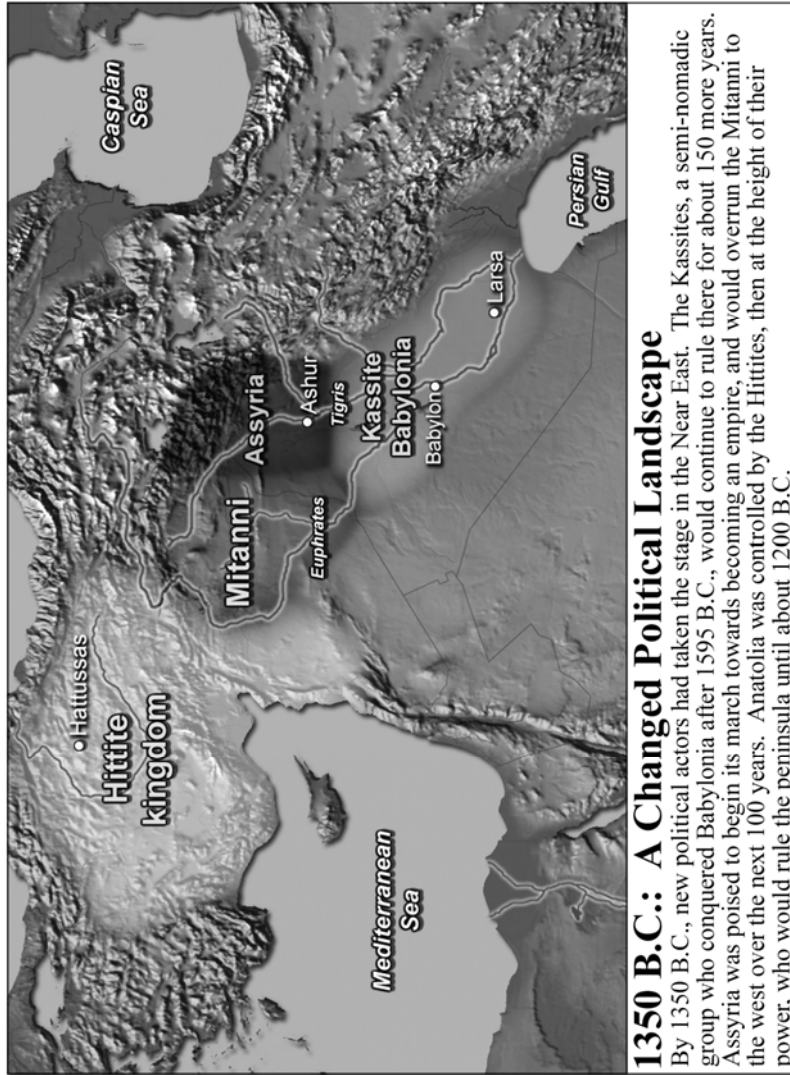 Caspian
Sea
Hattussas
Hittite
kingdom
Mitanni
Assyria
Ashur
Tigris
Euphrates
Kassite
Babylonia
Babylon
Larsa
Persian
Gulf
Mediterranean
Sea
1350 B.C.: A Changed Political Landscape
By 1350 B.C., new political actors had taken the stage in the Near East. The Kassites, a semi-nomadic
group who conquered Babylonia after 1595 B.C., would continue to rule there for about 150 more years.
Assyria was poised to begin its march towards becoming an empire, and would overrun the Mitanni to
the west over the next 100 years. Anatolia was controlled by the Hittites, then at the height of their
power, who would rule the peninsula until about 1200 B.C.